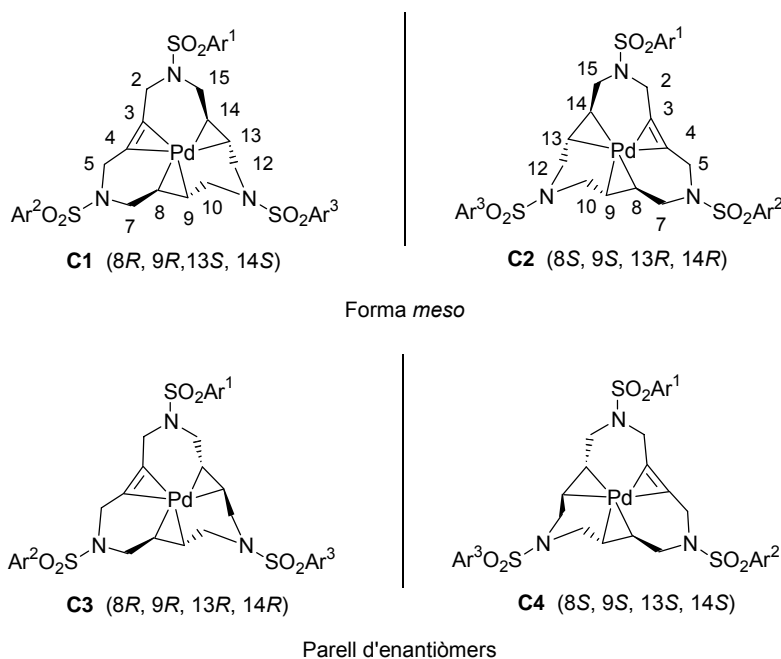 SO2Ar1
SO2Ar1
N
N
2
15
15
2
3
14
14
3
4
13
13
4
Pd
Pd
5
12
12
5
N
N
N
N
Ar2O2S
7
8
9
10
SO2Ar3
Ar3O2S
10
9
8
7
SO2Ar2
C1 (8R, 9R,13S, 14S)
C2 (8S, 9S, 13R, 14R)
Forma meso
SO2Ar1
SO2Ar1
N
N
Pd
Pd
N
N
N
N
Ar2O2S
SO2Ar3
Ar3O2S
SO2Ar2
C3 (8R, 9R, 13R, 14R)
C4 (8S, 9S, 13S, 14S)
Parell d'enantiòmers